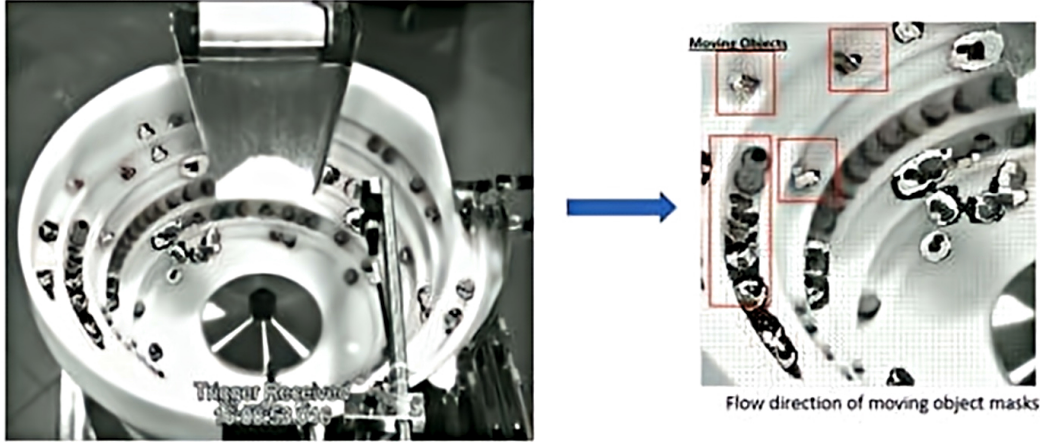 Moving Objects
Trigger Received
Flow direction of moving object masks